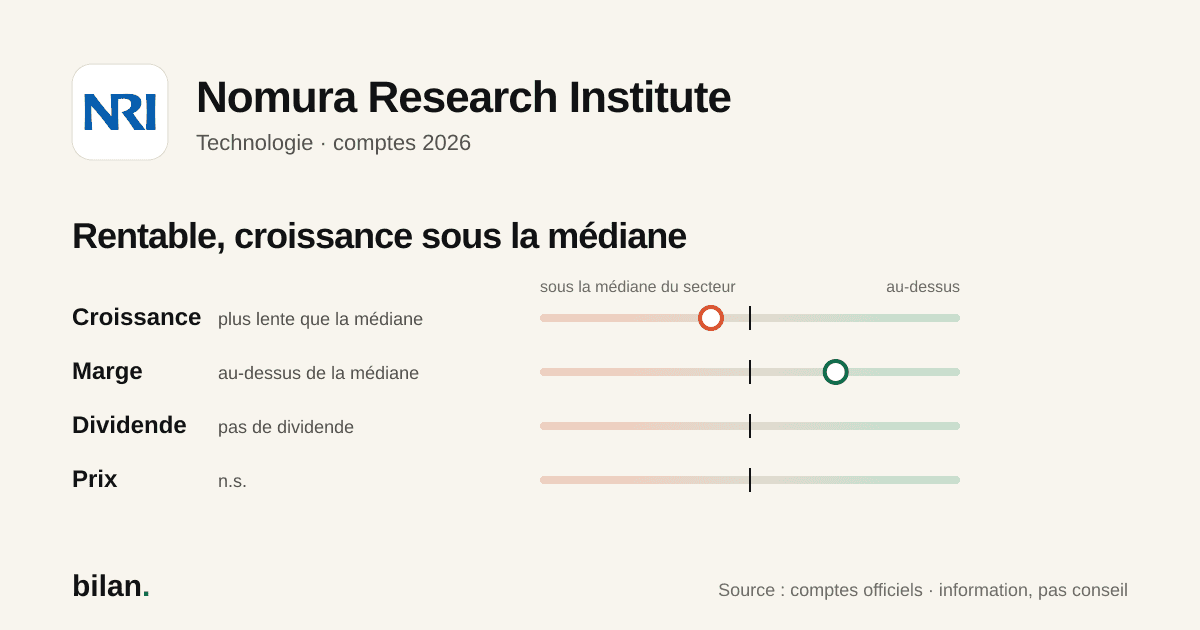 NRI
Nomura Research Institute
Technologie · comptes 2026
Rentable, croissance sous la médiane
sous la médiane du secteur au-dessus
Croissance plus lente que la médiane
Marge au-dessus de la médiane
Dividende pas de dividende
Prix n.s.
bilan.
Source : comptes officiels · information, pas conseil